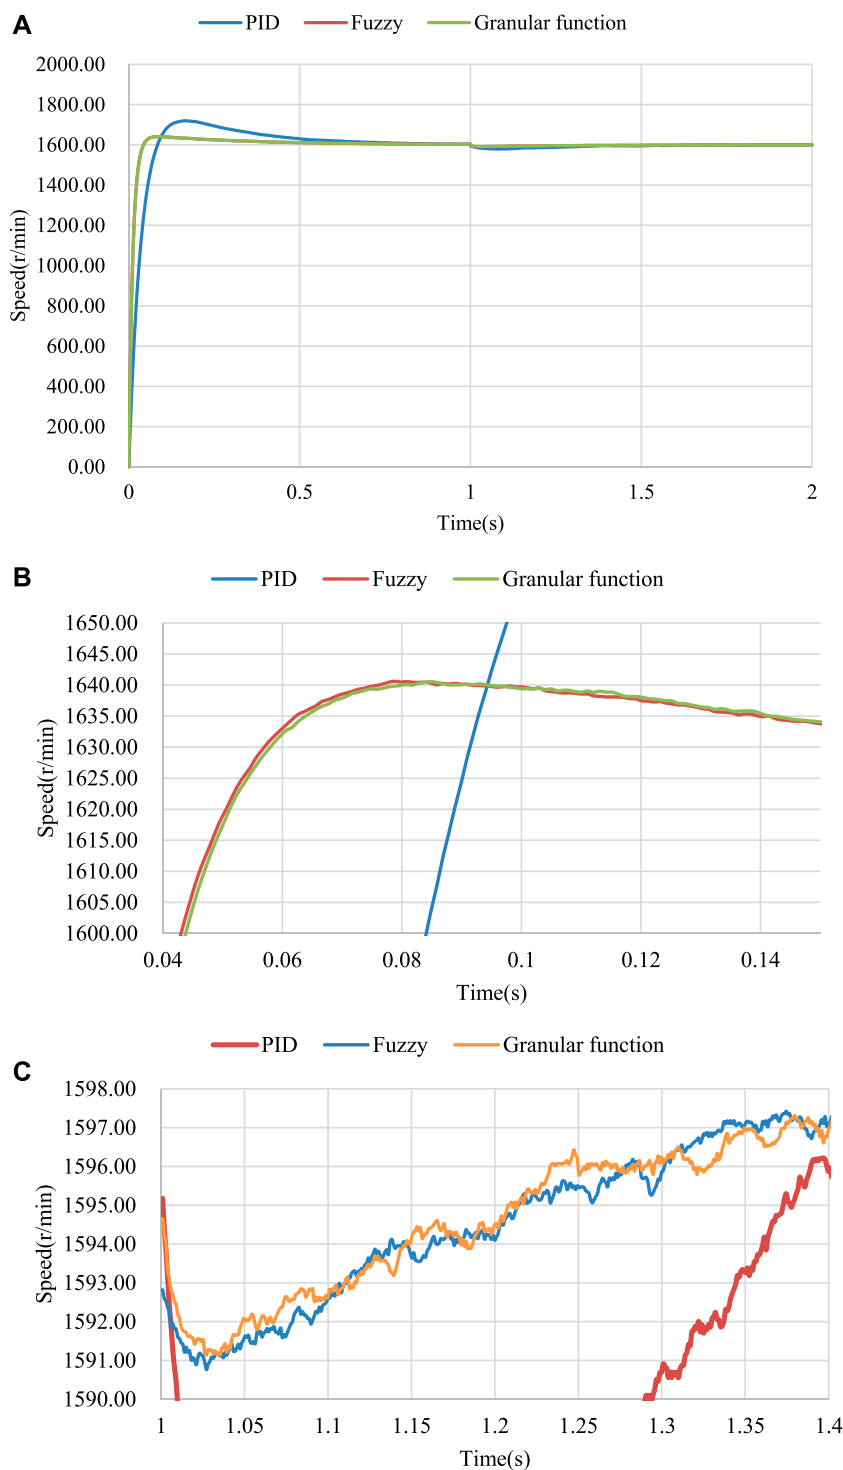 A
PID Fuzzy Granular function
2000.00
1800.00
1600.00
1400.00
1200.00
1000.00
800.00
600.00
400.00
200.00
0.00
Speed(r/min)
0 0.5 1 1.5 2
Time(s)
B
PID Fuzzy Granular function
1650.00
1645.00
1640.00
1635.00
1630.00
1625.00
1620.00
1615.00
1610.00
1605.00
1600.00
Speed(r/min)
0.04 0.06 0.08 0.1 0.12 0.14
Time(s)
C
PID Fuzzy Granular function
1598.00
1597.00
1596.00
1595.00
1594.00
1593.00
1592.00
1591.00
1590.00
Speed(r/min)
1 1.05 1.1 1.15 1.2 1.25 1.3 1.35 1.4
Time(s)